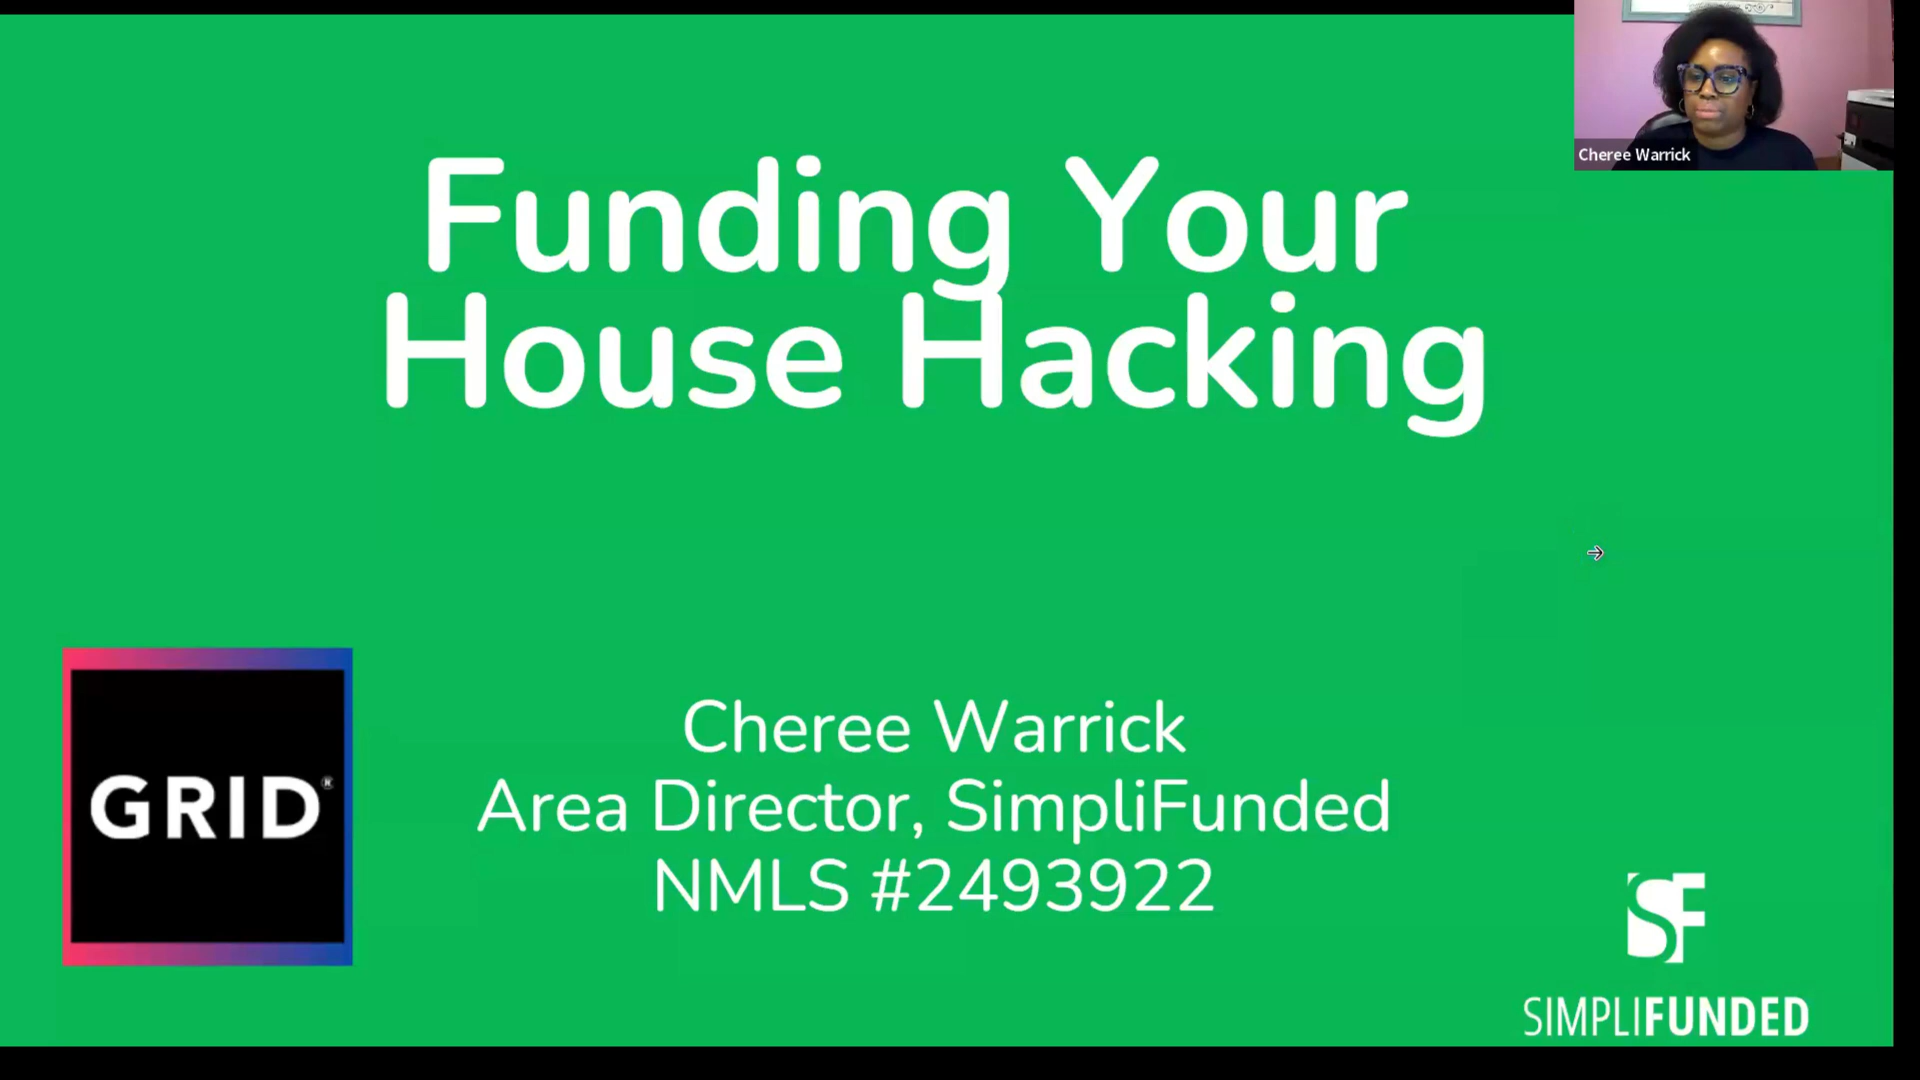 Cheree Warrick
Funding Your
House Hacking
GRID®
Cheree Warrick
Area Director, SimpliFunded
NMLS #2493922
SF
SIMPLIFUNDED